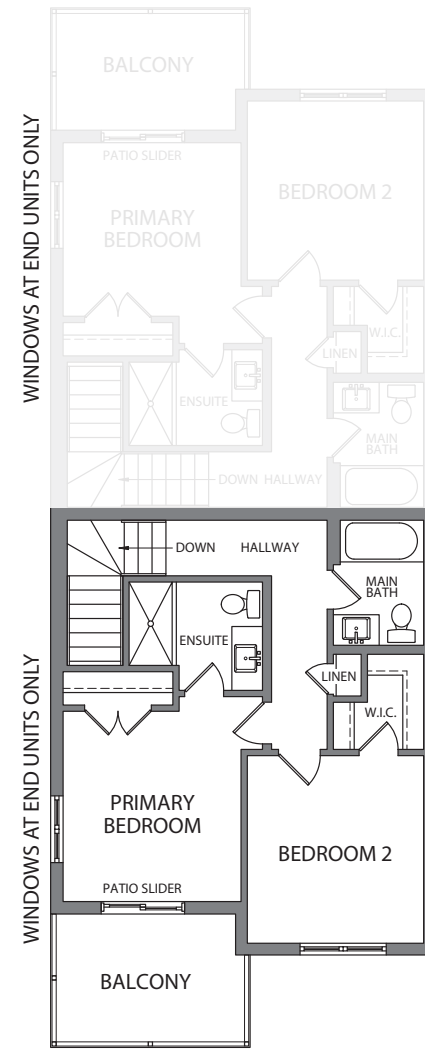 BALCONY
WINDOWS AT END UNITS ONLY
PATIO SLIDER
BEDROOM 2
PRIMARY
BEDROOM
W.I.C.
LINEN
ENSUITE
MAIN
BATH
DOWN HALLWAY
DOWN HALLWAY
MAIN
BATH
ENSUITE
LINEN
W.I.C.
WINDOWS AT END UNITS ONLY
PRIMARY
BEDROOM
BEDROOM 2
PATIO SLIDER
BALCONY